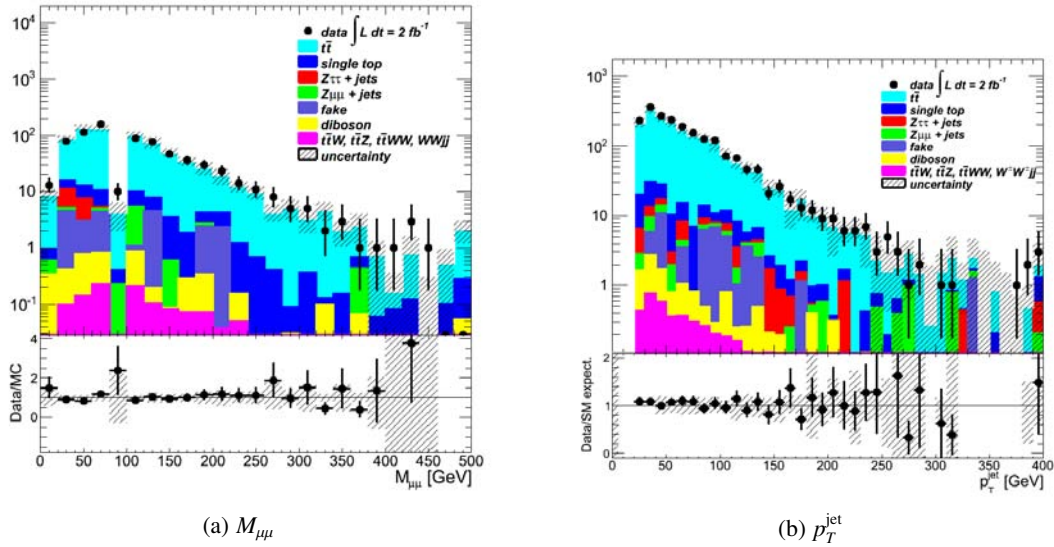 10⁴
10³
10²
10
1
10⁻¹
data ∫ L dt = 2 fb⁻¹
tt̄
single top
Zττ + jets
Zμμ + jets
fake
diboson
tt̄W, tt̄Z, tt̄WW, WWjj
uncertainty
Data/MC
4
2
0
0 50 100 150 200 250 300 350 400 450 500
M_μμ [GeV]
(a) M_μμ
10³
10²
10
1
data ∫ L dt = 2 fb⁻¹
tt̄
single top
Zττ + jets
Zμμ + jets
fake
diboson
tt̄W, tt̄Z, tt̄WW, W⁺W⁺jj
uncertainty
Data/SM expect.
2
1
0
0 50 100 150 200 250 300 350 400
p_T^jet [GeV]
(b) p_T^jet